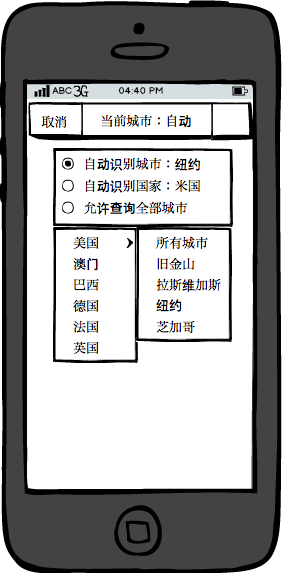 ABC 3G 04:40 PM
取消 当前城市：自动
自动识别城市：纽约
自动识别国家：米国
允许查询全部城市
美国
澳门
巴西
德国
法国
英国
所有城市
旧金山
拉斯维加斯
纽约
芝加哥